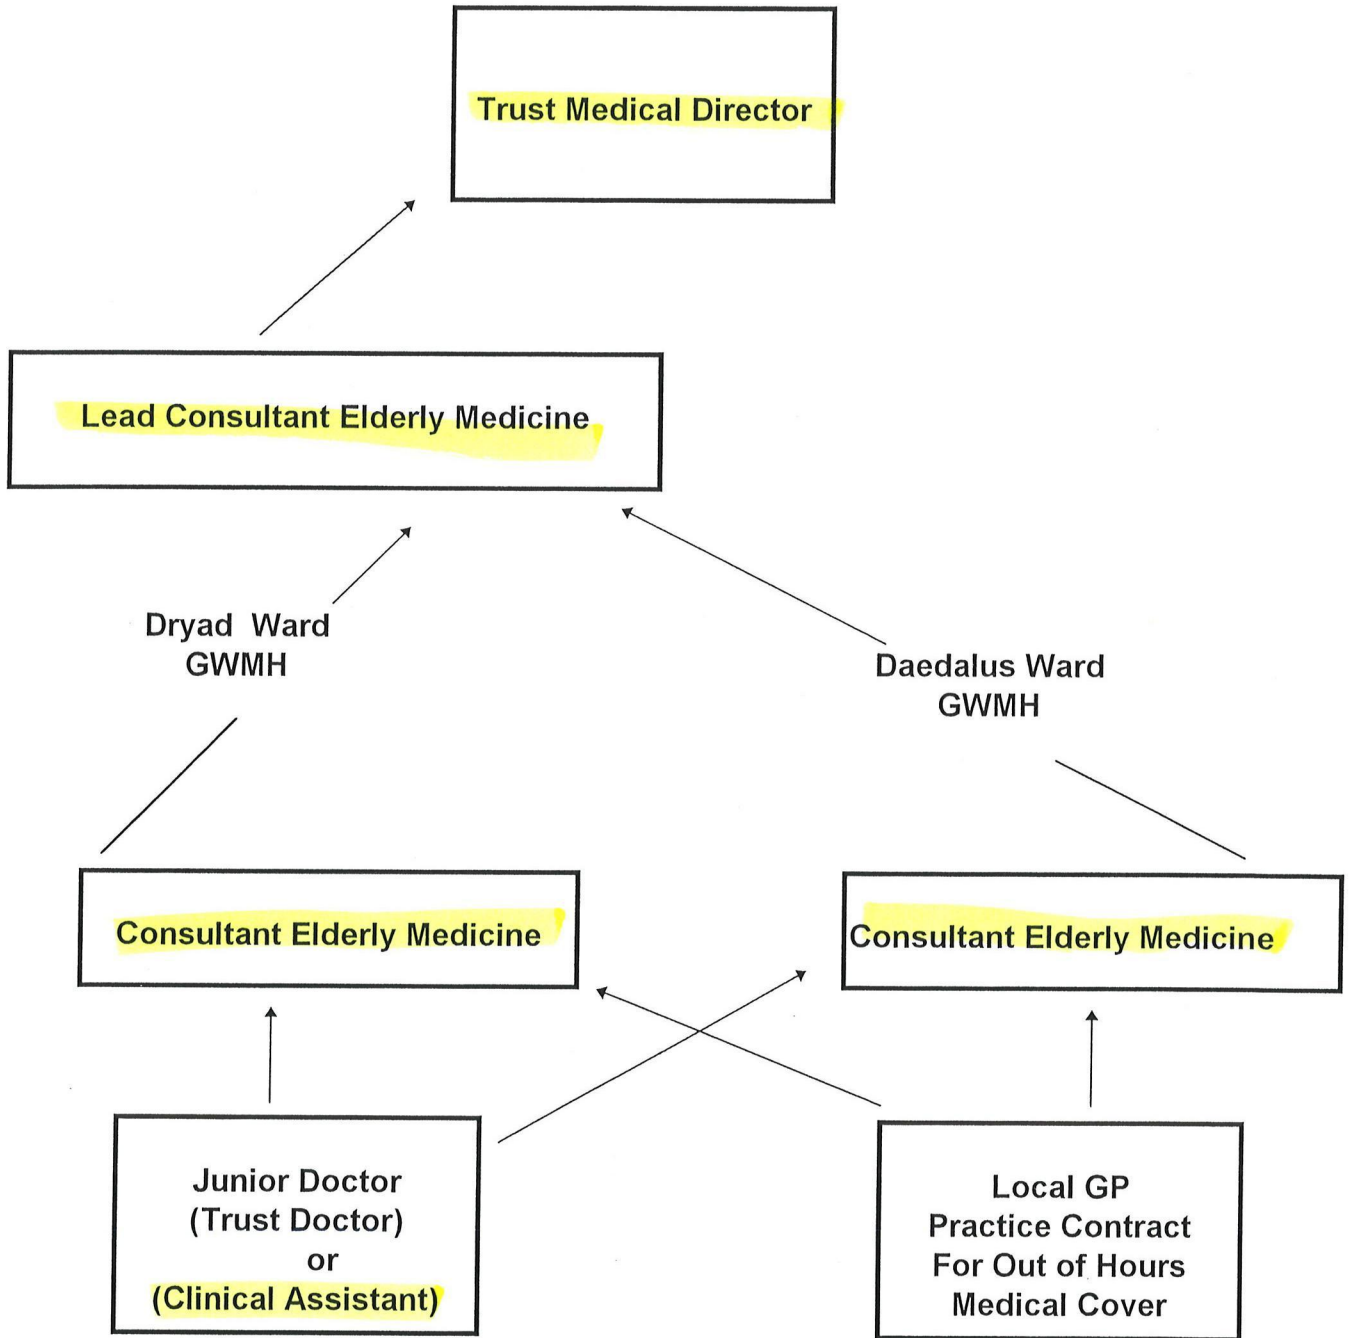 Trust Medical Director
Lead Consultant Elderly Medicine
Dryad Ward
GWMH
Daedalus Ward
GWMH
Consultant Elderly Medicine
Consultant Elderly Medicine
Junior Doctor
(Trust Doctor)
or
(Clinical Assistant)
Local GP
Practice Contract
For Out of Hours
Medical Cover